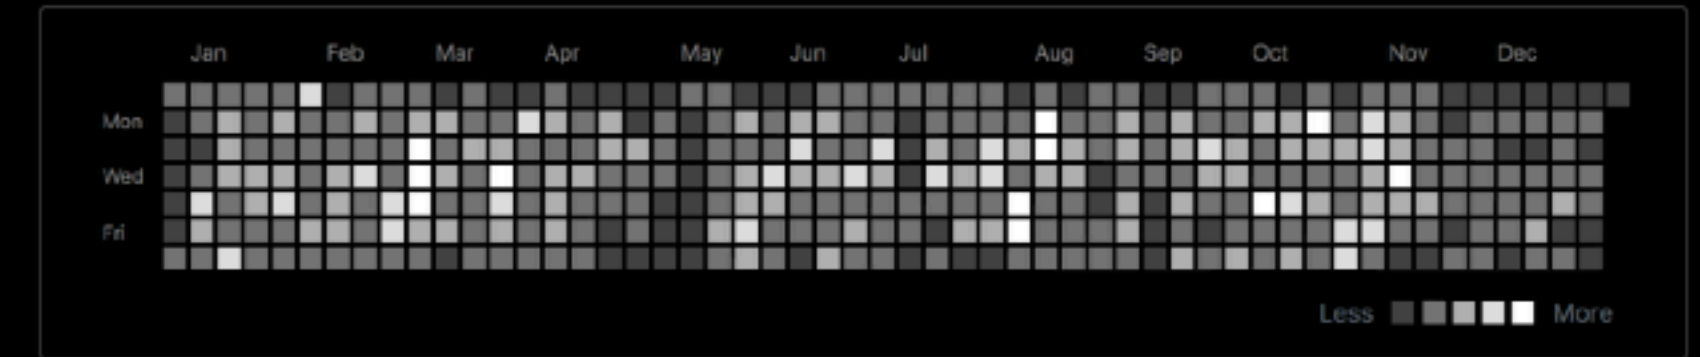 Jan Feb Mar Apr May Jun Jul Aug Sep Oct Nov Dec
Mon
Wed
Fri
Less More